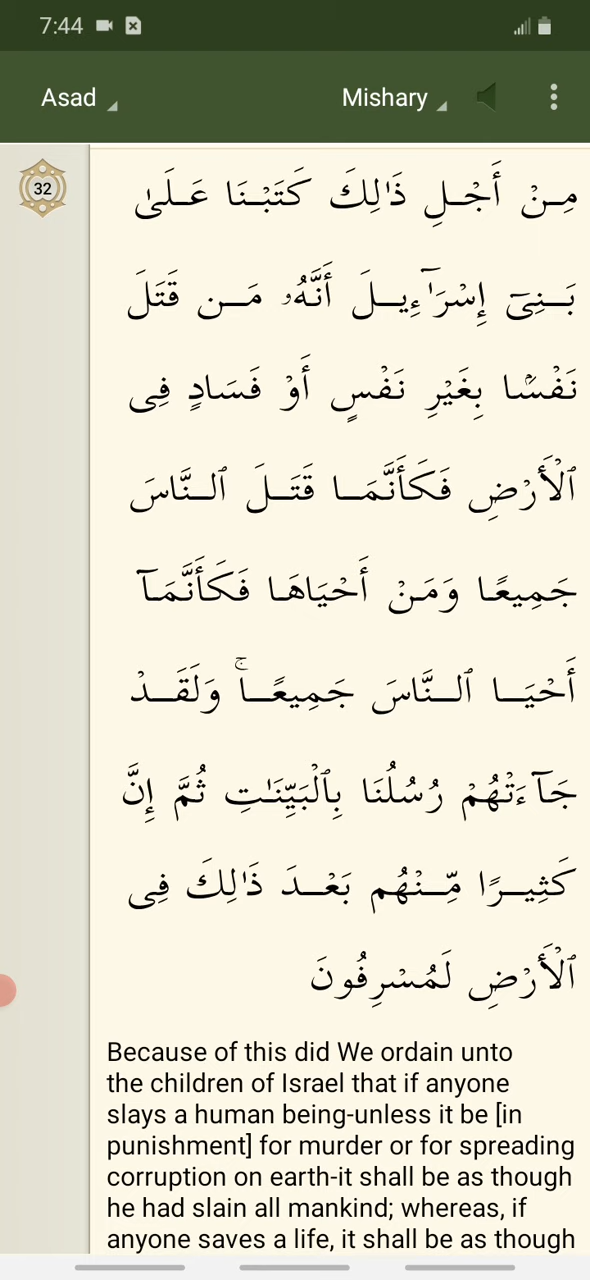 7:44
Asad
Mishary
32
مِنْ أَجْلِ ذَٰلِكَ كَتَبْنَا عَلَىٰ
بَنِىٓ إِسْرَٰٓءِيلَ أَنَّهُۥ مَن قَتَلَ
نَفْسًۢا بِغَيْرِ نَفْسٍ أَوْ فَسَادٍ فِى
ٱلْأَرْضِ فَكَأَنَّمَا قَتَلَ ٱلنَّاسَ
جَمِيعًا وَمَنْ أَحْيَاهَا فَكَأَنَّمَآ
أَحْيَا ٱلنَّاسَ جَمِيعًا ۚ وَلَقَدْ
جَآءَتْهُمْ رُسُلُنَا بِٱلْبَيِّنَـٰتِ ثُمَّ إِنَّ
كَثِيرًا مِّنْهُم بَعْدَ ذَٰلِكَ فِى
ٱلْأَرْضِ لَمُسْرِفُونَ
Because of this did We ordain unto
the children of Israel that if anyone
slays a human being-unless it be [in
punishment] for murder or for spreading
corruption on earth-it shall be as though
he had slain all mankind; whereas, if
anyone saves a life, it shall be as though